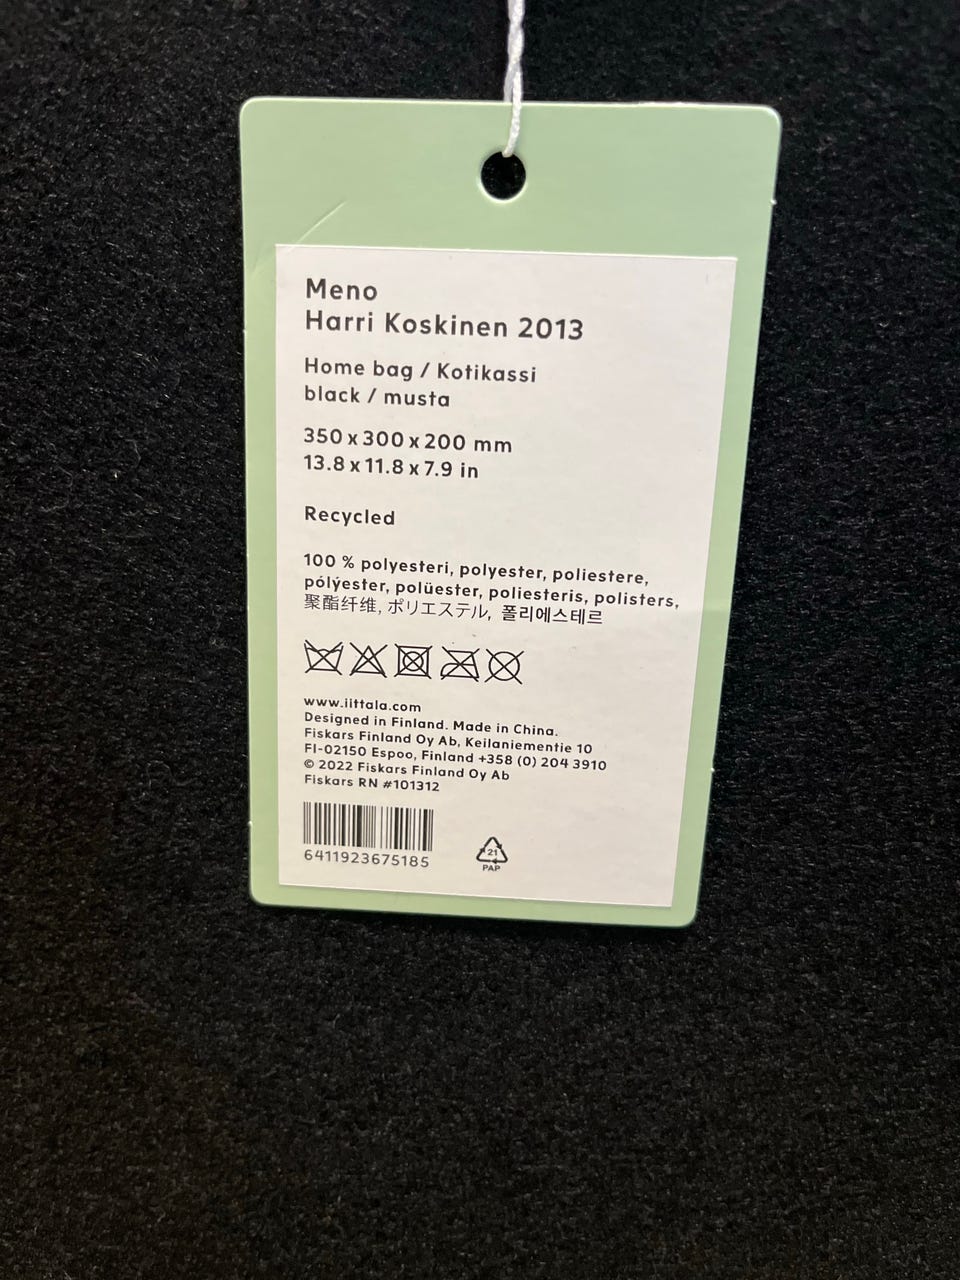 Meno
Harri Koskinen 2013
Home bag / Kotikassi
black / musta
350 x 300 x 200 mm
13.8 x 11.8 x 7.9 in
Recycled
100 % polyesteri, polyester, poliestere,
pólýester, polüester, poliesteris, polisters,
聚酯纤维, ポリエステル, 폴리에스테르
www.iittala.com
Designed in Finland. Made in China.
Fiskars Finland Oy Ab, Keilaniementie 10
FI-02150 Espoo, Finland +358 (0) 204 3910
© 2022 Fiskars Finland Oy Ab
Fiskars RN #101312
6411923675185
21
PAP